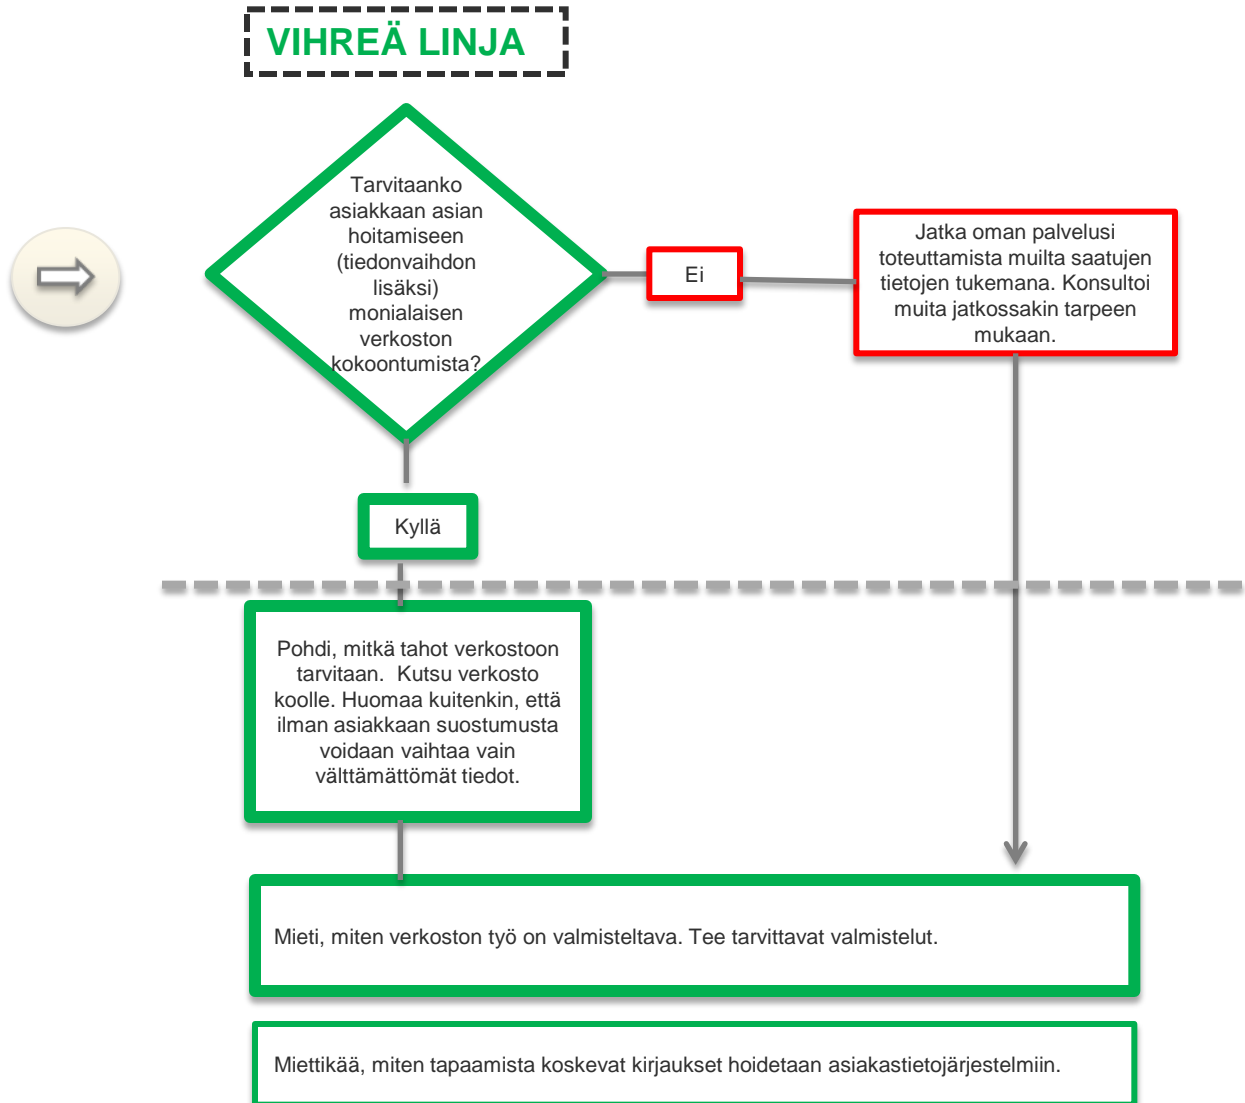 VIHREÄ LINJA
Tarvitaanko
asiakkaan asian
hoitamiseen
(tiedonvaihdon
lisäksi)
monialaisen
verkoston
kokoontumista?
Ei
Jatka oman palvelusi
toteuttamista muilta saatujen
tietojen tukemana. Konsultoi
muita jatkossakin tarpeen
mukaan.
Kyllä
Pohdi, mitkä tahot verkostoon
tarvitaan.  Kutsu verkosto
koolle. Huomaa kuitenkin, että
ilman asiakkaan suostumusta
voidaan vaihtaa vain
välttämättömät tiedot.
Mieti, miten verkoston työ on valmisteltava. Tee tarvittavat valmistelut.
Miettikää, miten tapaamista koskevat kirjaukset hoidetaan asiakastietojärjestelmiin.